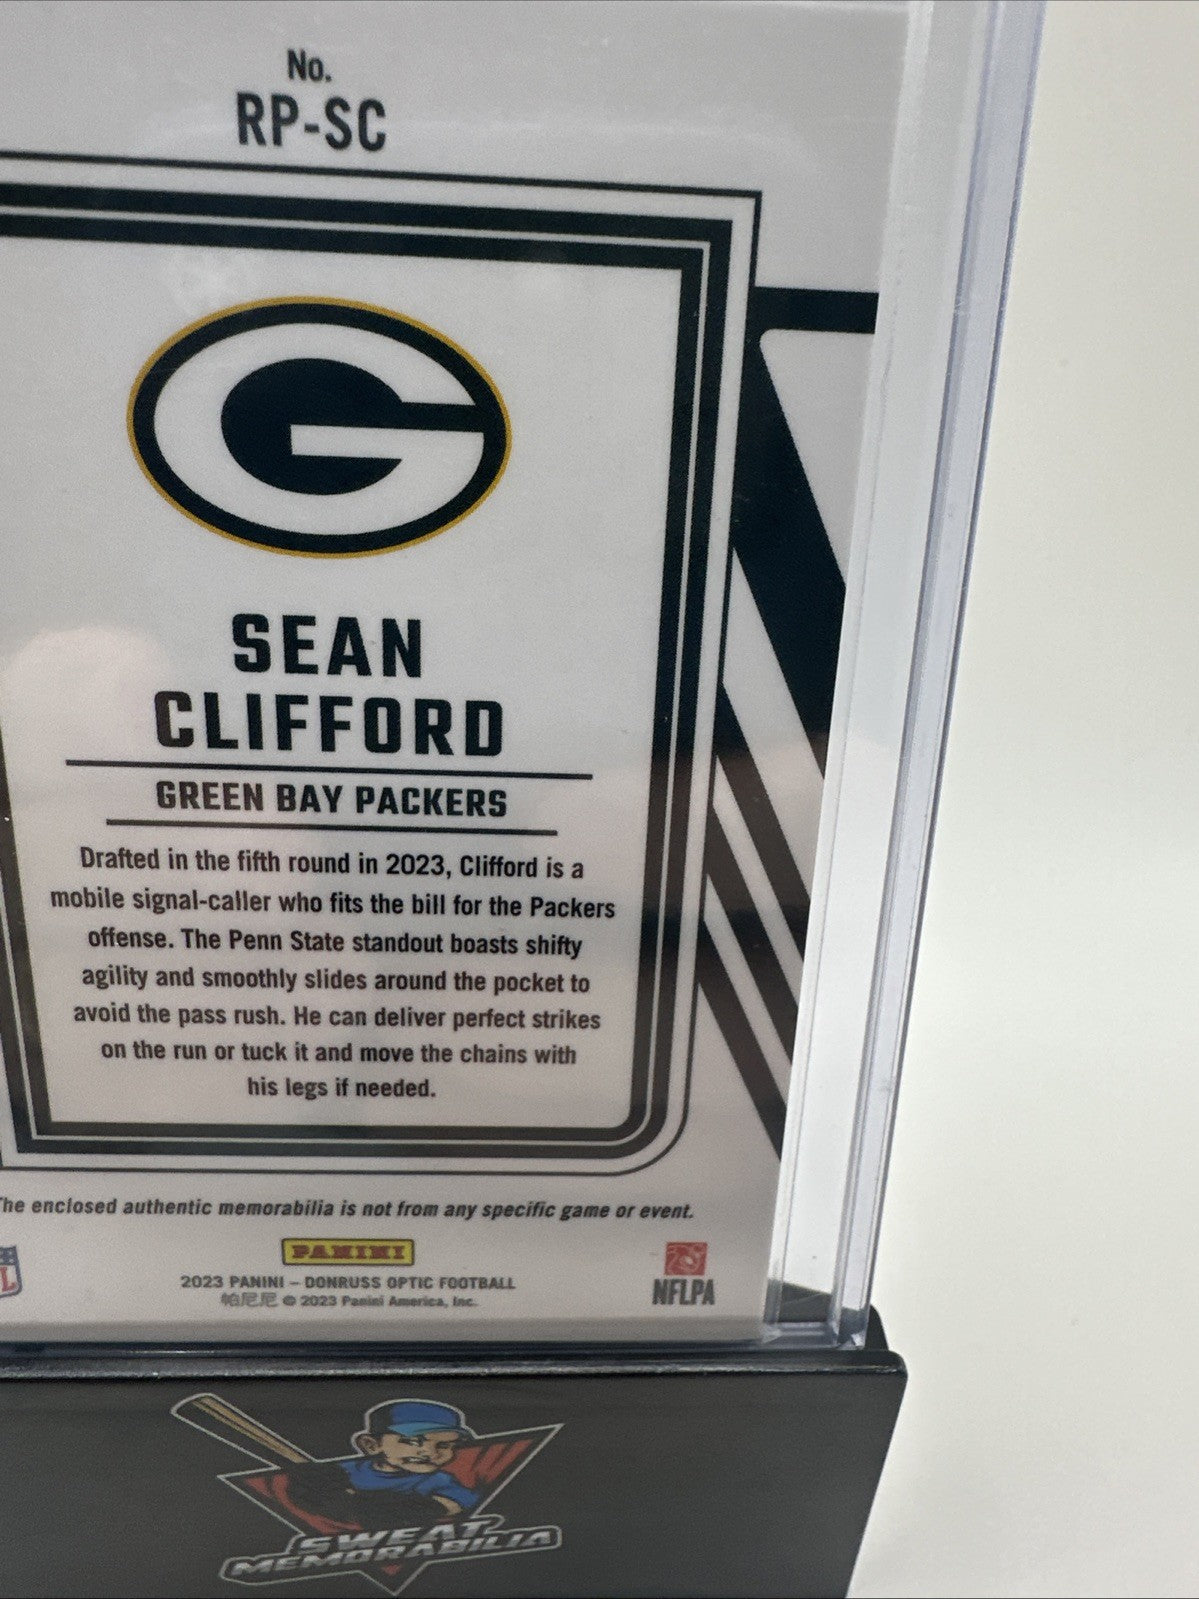 No.
RP-SC
SEAN
CLIFFORD
GREEN BAY PACKERS
Drafted in the fifth round in 2023, Clifford is a
mobile signal-caller who fits the bill for the Packers
offense. The Penn State standout boasts shifty
agility and smoothly slides around the pocket to
avoid the pass rush. He can deliver perfect strikes
on the run or tuck it and move the chains with
his legs if needed.
The enclosed authentic memorabilia is not from any specific game or event.
PANINI
2023 PANINI – DONRUSS OPTIC FOOTBALL
帕尼尼 © 2023 Panini America, Inc.
NFLPA
SWEAT
MEMORABILIA